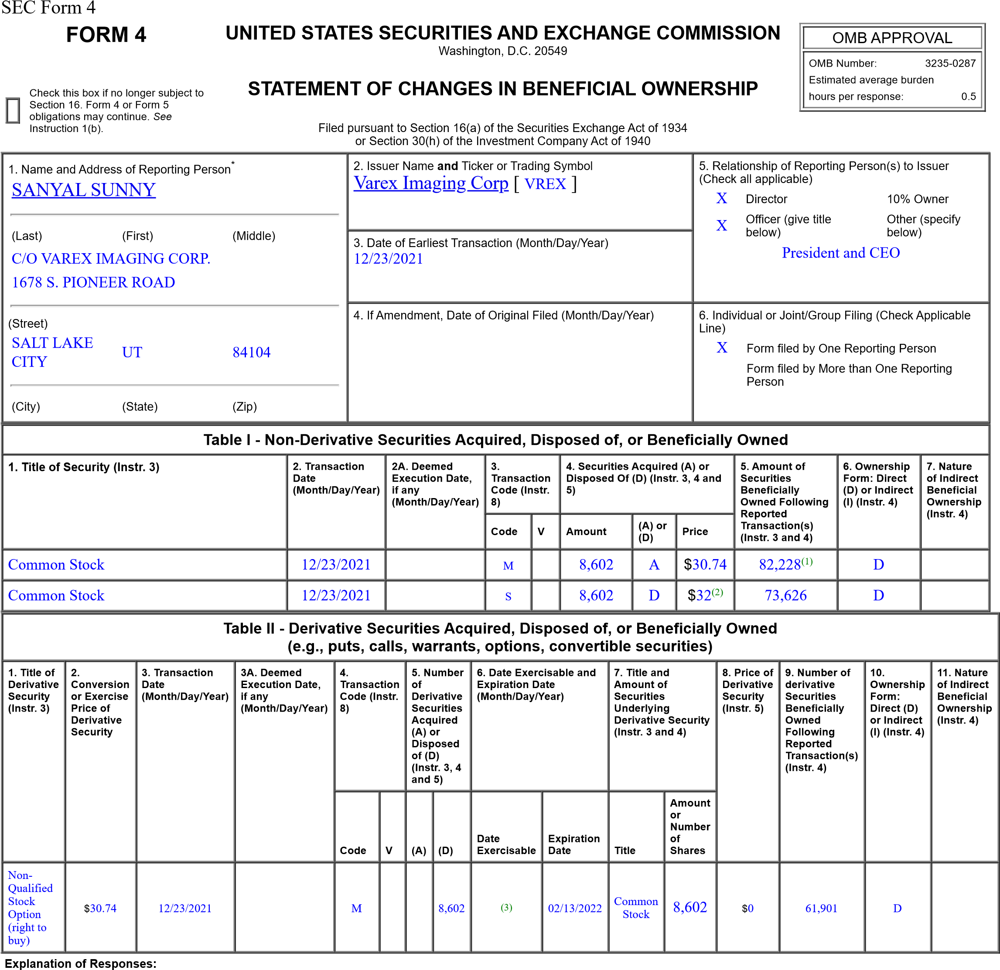 SEC Form 4
FORM 4
UNITED STATES SECURITIES AND EXCHANGE COMMISSION
Washington, D.C. 20549
STATEMENT OF CHANGES IN BENEFICIAL OWNERSHIP
Filed pursuant to Section 16(a) of the Securities Exchange Act of 1934
or Section 30(h) of the Investment Company Act of 1940
OMB APPROVAL
OMB Number: 3235-0287
Estimated average burden
hours per response: 0.5
Check this box if no longer subject to
Section 16. Form 4 or Form 5
obligations may continue. See
Instruction 1(b).
1. Name and Address of Reporting Person*
SANYAL SUNNY
(Last) (First) (Middle)
C/O VAREX IMAGING CORP.
1678 S. PIONEER ROAD
(Street)
SALT LAKE
CITY
UT 84104
(City) (State) (Zip)
2. Issuer Name and Ticker or Trading Symbol
Varex Imaging Corp [ VREX ]
3. Date of Earliest Transaction (Month/Day/Year)
12/23/2021
4. If Amendment, Date of Original Filed (Month/Day/Year)
5. Relationship of Reporting Person(s) to Issuer
(Check all applicable)
X Director 10% Owner
X Officer (give title
below)
Other (specify
below)
President and CEO
6. Individual or Joint/Group Filing (Check Applicable
Line)
X Form filed by One Reporting Person
Form filed by More than One Reporting
Person
Table I - Non-Derivative Securities Acquired, Disposed of, or Beneficially Owned
1. Title of Security (Instr. 3)
2. Transaction
Date
(Month/Day/Year)
2A. Deemed
Execution Date,
if any
(Month/Day/Year)
3.
Transaction
Code (Instr.
8)
4. Securities Acquired (A) or
Disposed Of (D) (Instr. 3, 4 and
5)
5. Amount of
Securities
Beneficially
Owned Following
Reported
Transaction(s)
(Instr. 3 and 4)
6. Ownership
Form: Direct
(D) or Indirect
(I) (Instr. 4)
7. Nature
of Indirect
Beneficial
Ownership
(Instr. 4)
Code V Amount
(A) or
(D)
Price
Common Stock 12/23/2021 M 8,602 A $30.74 82,228(1) D
Common Stock 12/23/2021 S 8,602 D $32(2) 73,626 D
Table II - Derivative Securities Acquired, Disposed of, or Beneficially Owned
(e.g., puts, calls, warrants, options, convertible securities)
1. Title of
Derivative
Security
(Instr. 3)
2.
Conversion
or Exercise
Price of
Derivative
Security
3. Transaction
Date
(Month/Day/Year)
3A. Deemed
Execution Date,
if any
(Month/Day/Year)
4.
Transaction
Code (Instr.
8)
5. Number
of
Derivative
Securities
Acquired
(A) or
Disposed
of (D)
(Instr. 3, 4
and 5)
6. Date Exercisable and
Expiration Date
(Month/Day/Year)
7. Title and
Amount of
Securities
Underlying
Derivative Security
(Instr. 3 and 4)
8. Price of
Derivative
Security
(Instr. 5)
9. Number of
derivative
Securities
Beneficially
Owned
Following
Reported
Transaction(s)
(Instr. 4)
10.
Ownership
Form:
Direct (D)
or Indirect
(I) (Instr. 4)
11. Nature
of Indirect
Beneficial
Ownership
(Instr. 4)
Code V (A) (D)
Date
Exercisable
Expiration
Date
Title
Amount
or
Number
of
Shares
Non-
Qualified
Stock
Option
(right to
buy)
$30.74 12/23/2021 M 8,602 (3) 02/13/2022
Common
Stock
8,602 $0 61,901 D
Explanation of Responses: